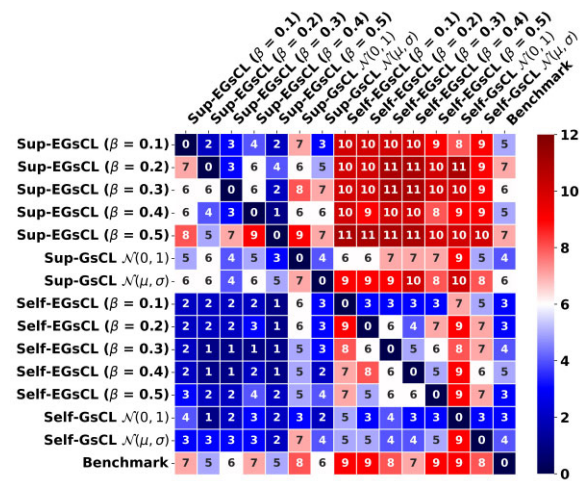 Sup-EGsCL (β = 0.1)
Sup-EGsCL (β = 0.2)
Sup-EGsCL (β = 0.3)
Sup-EGsCL (β = 0.4)
Sup-EGsCL (β = 0.5)
Sup-GsCL 𝒩(0, 1)
Sup-GsCL 𝒩(μ, σ)
Self-EGsCL (β = 0.1)
Self-EGsCL (β = 0.2)
Self-EGsCL (β = 0.3)
Self-EGsCL (β = 0.4)
Self-EGsCL (β = 0.5)
Self-GsCL 𝒩(0, 1)
Self-GsCL 𝒩(μ, σ)
Benchmark
Sup-EGsCL (β = 0.1) 0 2 3 4 2 7 3 10 10 10 10 9 8 9 5
Sup-EGsCL (β = 0.2) 7 0 3 6 4 6 5 10 10 11 11 10 11 9 7
Sup-EGsCL (β = 0.3) 6 6 0 6 2 8 7 10 10 11 11 10 10 9 6
Sup-EGsCL (β = 0.4) 6 4 3 0 1 6 6 10 9 10 10 8 9 9 5
Sup-EGsCL (β = 0.5) 8 5 7 9 0 9 7 11 11 11 11 10 10 10 7
Sup-GsCL 𝒩(0, 1) 5 6 4 5 3 0 4 6 6 7 7 7 9 5 4
Sup-GsCL 𝒩(μ, σ) 6 6 4 6 5 7 0 9 9 9 10 8 10 8 6
Self-EGsCL (β = 0.1) 2 2 2 2 1 6 3 0 3 3 3 3 7 5 3
Self-EGsCL (β = 0.2) 2 2 2 3 1 6 3 9 0 6 4 7 9 7 3
Self-EGsCL (β = 0.3) 2 1 1 1 1 5 3 8 6 0 5 6 8 7 4
Self-EGsCL (β = 0.4) 2 1 1 2 2 5 2 7 8 6 0 5 9 6 5
Self-EGsCL (β = 0.5) 3 2 2 4 2 5 4 7 5 6 6 0 9 7 3
Self-GsCL 𝒩(0, 1) 4 1 2 3 2 3 2 5 3 4 3 3 0 3 3
Self-GsCL 𝒩(μ, σ) 3 3 3 3 2 7 4 5 5 4 4 5 9 0 4
Benchmark 7 5 6 7 5 8 6 9 9 8 7 9 9 8 0
12
10
8
6
4
2
0